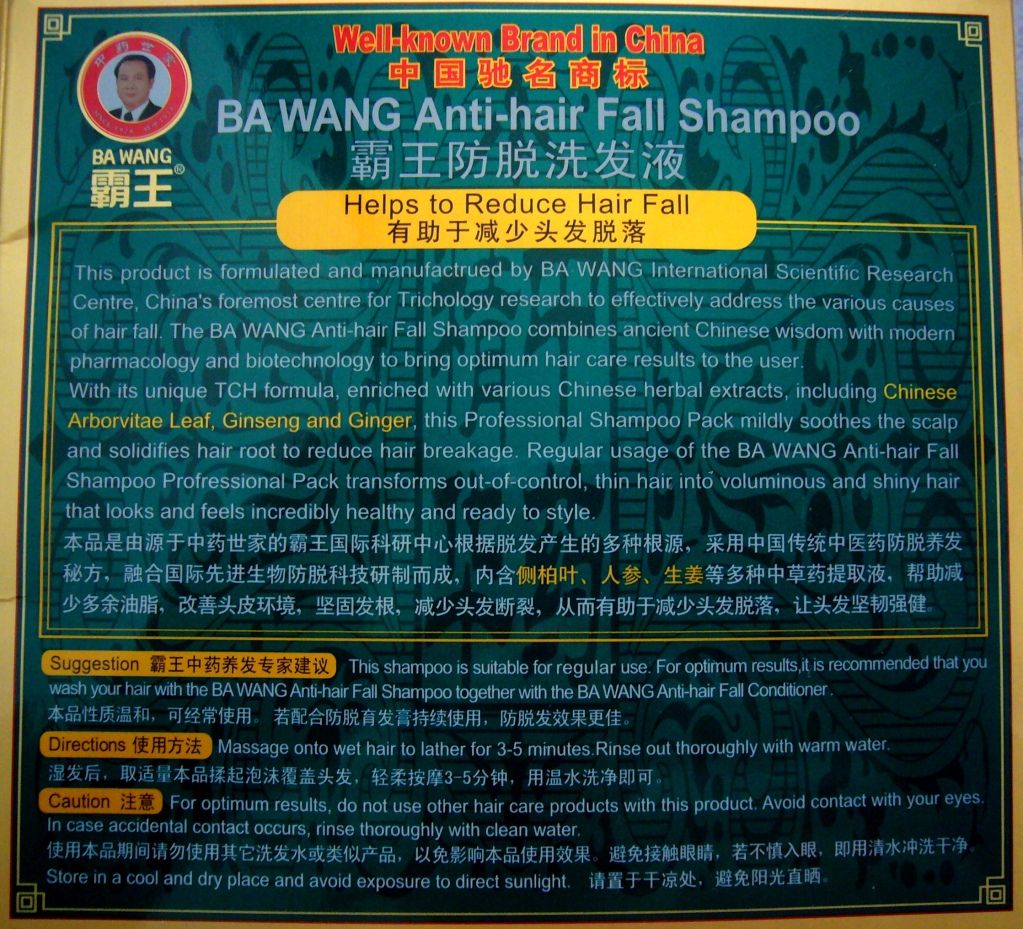 中药世家
Well-known Brand in China
中国驰名商标
BA WANG Anti-hair Fall Shampoo
霸王防脱洗发液
BA WANG
霸王®
Helps to Reduce Hair Fall
有助于减少头发脱落
This product is formulated and manufactrued by BA WANG International Scientific Research
Centre, China's foremost centre for Trichology research to effectively address the various causes
of hair fall. The BA WANG Anti-hair Fall Shampoo combines ancient Chinese wisdom with modern
pharmacology and biotechnology to bring optimum hair care results to the user.
With its unique TCH formula, enriched with various Chinese herbal extracts, including Chinese
Arborvitae Leaf, Ginseng and Ginger, this Professional Shampoo Pack mildly soothes the scalp
and solidifies hair root to reduce hair breakage. Regular usage of the BA WANG Anti-hair Fall
Shampoo Profressional Pack transforms out-of-control, thin hair into voluminous and shiny hair
that looks and feels incredibly healthy and ready to style.
本品是由源于中药世家的霸王国际科研中心根据脱发产生的多种根源，采用中国传统中医药防脱养发
秘方，融合国际先进生物防脱科技研制而成，内含侧柏叶、人参、生姜等多种中草药提取液，帮助减
少多余油脂，改善头皮环境，坚固发根，减少头发断裂，从而有助于减少头发脱落，让头发坚韧强健。
Suggestion 霸王中药养发专家建议 This shampoo is suitable for regular use. For optimum results,it is recommended that you
wash your hair with the BA WANG Anti-hair Fall Shampoo together with the BA WANG Anti-hair Fall Conditioner.
本品性质温和，可经常使用。若配合防脱育发膏持续使用，防脱发效果更佳。
Directions 使用方法 Massage onto wet hair to lather for 3-5 minutes.Rinse out thoroughly with warm water.
湿发后，取适量本品揉起泡沫覆盖头发，轻柔按摩3-5分钟，用温水洗净即可。
Caution 注意 For optimum results, do not use other hair care products with this product. Avoid contact with your eyes.
In case accidental contact occurs, rinse thoroughly with clean water.
使用本品期间请勿使用其它洗发水或类似产品，以免影响本品使用效果。避免接触眼睛，若不慎入眼，即用清水冲洗干净。
Store in a cool and dry place and avoid exposure to direct sunlight. 请置于干凉处，避免阳光直晒。